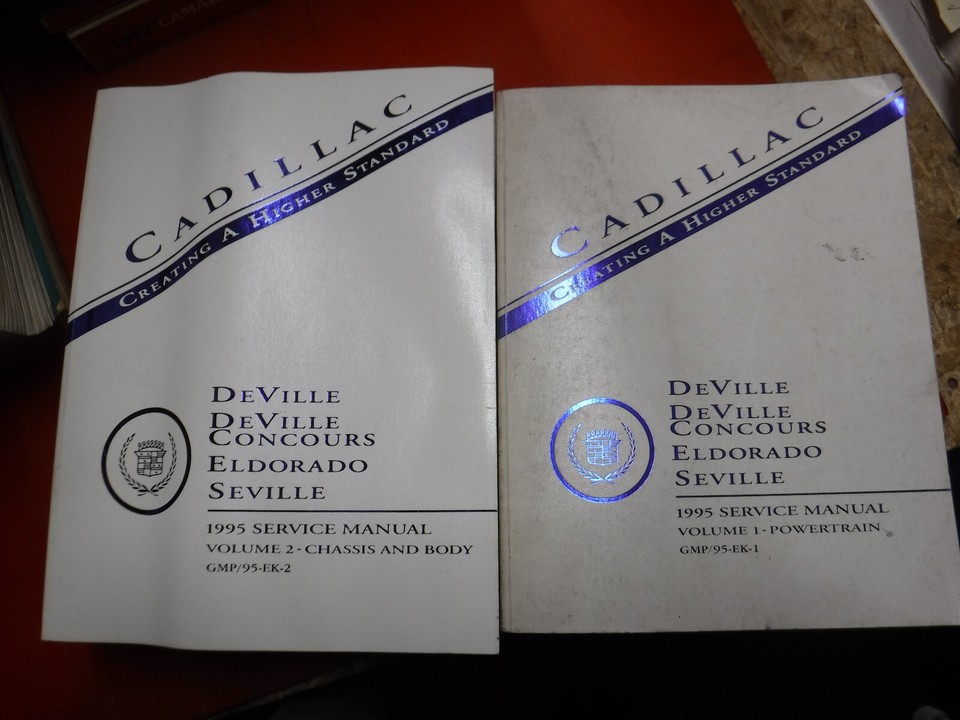 1987 CAMARO
CADILLAC
CREATING A HIGHER STANDARD
DEVILLE
DEVILLE
CONCOURS
ELDORADO
SEVILLE
1995 SERVICE MANUAL
VOLUME 2 - CHASSIS AND BODY
GMP/95-EK-2
CADILLAC
CREATING A HIGHER STANDARD
DEVILLE
DEVILLE
CONCOURS
ELDORADO
SEVILLE
1995 SERVICE MANUAL
VOLUME 1 - POWERTRAIN
GMP/95-EK-1